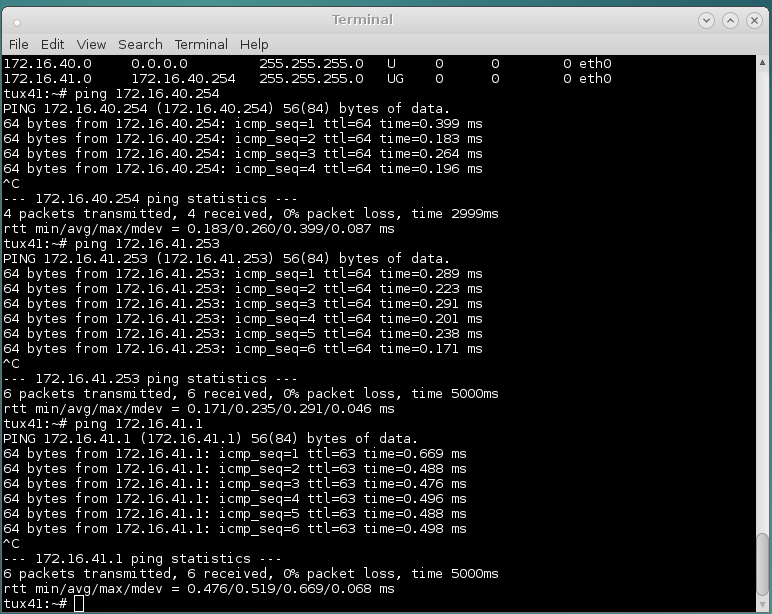 Terminal
File Edit View Search Terminal Help
172.16.40.0     0.0.0.0         255.255.255.0   U     0      0        0 eth0
172.16.41.0     172.16.40.254   255.255.255.0   UG    0      0        0 eth0
tux41:~# ping 172.16.40.254
PING 172.16.40.254 (172.16.40.254) 56(84) bytes of data.
64 bytes from 172.16.40.254: icmp_seq=1 ttl=64 time=0.399 ms
64 bytes from 172.16.40.254: icmp_seq=2 ttl=64 time=0.183 ms
64 bytes from 172.16.40.254: icmp_seq=3 ttl=64 time=0.264 ms
64 bytes from 172.16.40.254: icmp_seq=4 ttl=64 time=0.196 ms
^C
--- 172.16.40.254 ping statistics ---
4 packets transmitted, 4 received, 0% packet loss, time 2999ms
rtt min/avg/max/mdev = 0.183/0.260/0.399/0.087 ms
tux41:~# ping 172.16.41.253
PING 172.16.41.253 (172.16.41.253) 56(84) bytes of data.
64 bytes from 172.16.41.253: icmp_seq=1 ttl=64 time=0.289 ms
64 bytes from 172.16.41.253: icmp_seq=2 ttl=64 time=0.223 ms
64 bytes from 172.16.41.253: icmp_seq=3 ttl=64 time=0.291 ms
64 bytes from 172.16.41.253: icmp_seq=4 ttl=64 time=0.201 ms
64 bytes from 172.16.41.253: icmp_seq=5 ttl=64 time=0.238 ms
64 bytes from 172.16.41.253: icmp_seq=6 ttl=64 time=0.171 ms
^C
--- 172.16.41.253 ping statistics ---
6 packets transmitted, 6 received, 0% packet loss, time 5000ms
rtt min/avg/max/mdev = 0.171/0.235/0.291/0.046 ms
tux41:~# ping 172.16.41.1
PING 172.16.41.1 (172.16.41.1) 56(84) bytes of data.
64 bytes from 172.16.41.1: icmp_seq=1 ttl=63 time=0.669 ms
64 bytes from 172.16.41.1: icmp_seq=2 ttl=63 time=0.488 ms
64 bytes from 172.16.41.1: icmp_seq=3 ttl=63 time=0.476 ms
64 bytes from 172.16.41.1: icmp_seq=4 ttl=63 time=0.496 ms
64 bytes from 172.16.41.1: icmp_seq=5 ttl=63 time=0.488 ms
64 bytes from 172.16.41.1: icmp_seq=6 ttl=63 time=0.498 ms
^C
--- 172.16.41.1 ping statistics ---
6 packets transmitted, 6 received, 0% packet loss, time 5000ms
rtt min/avg/max/mdev = 0.476/0.519/0.669/0.068 ms
tux41:~#